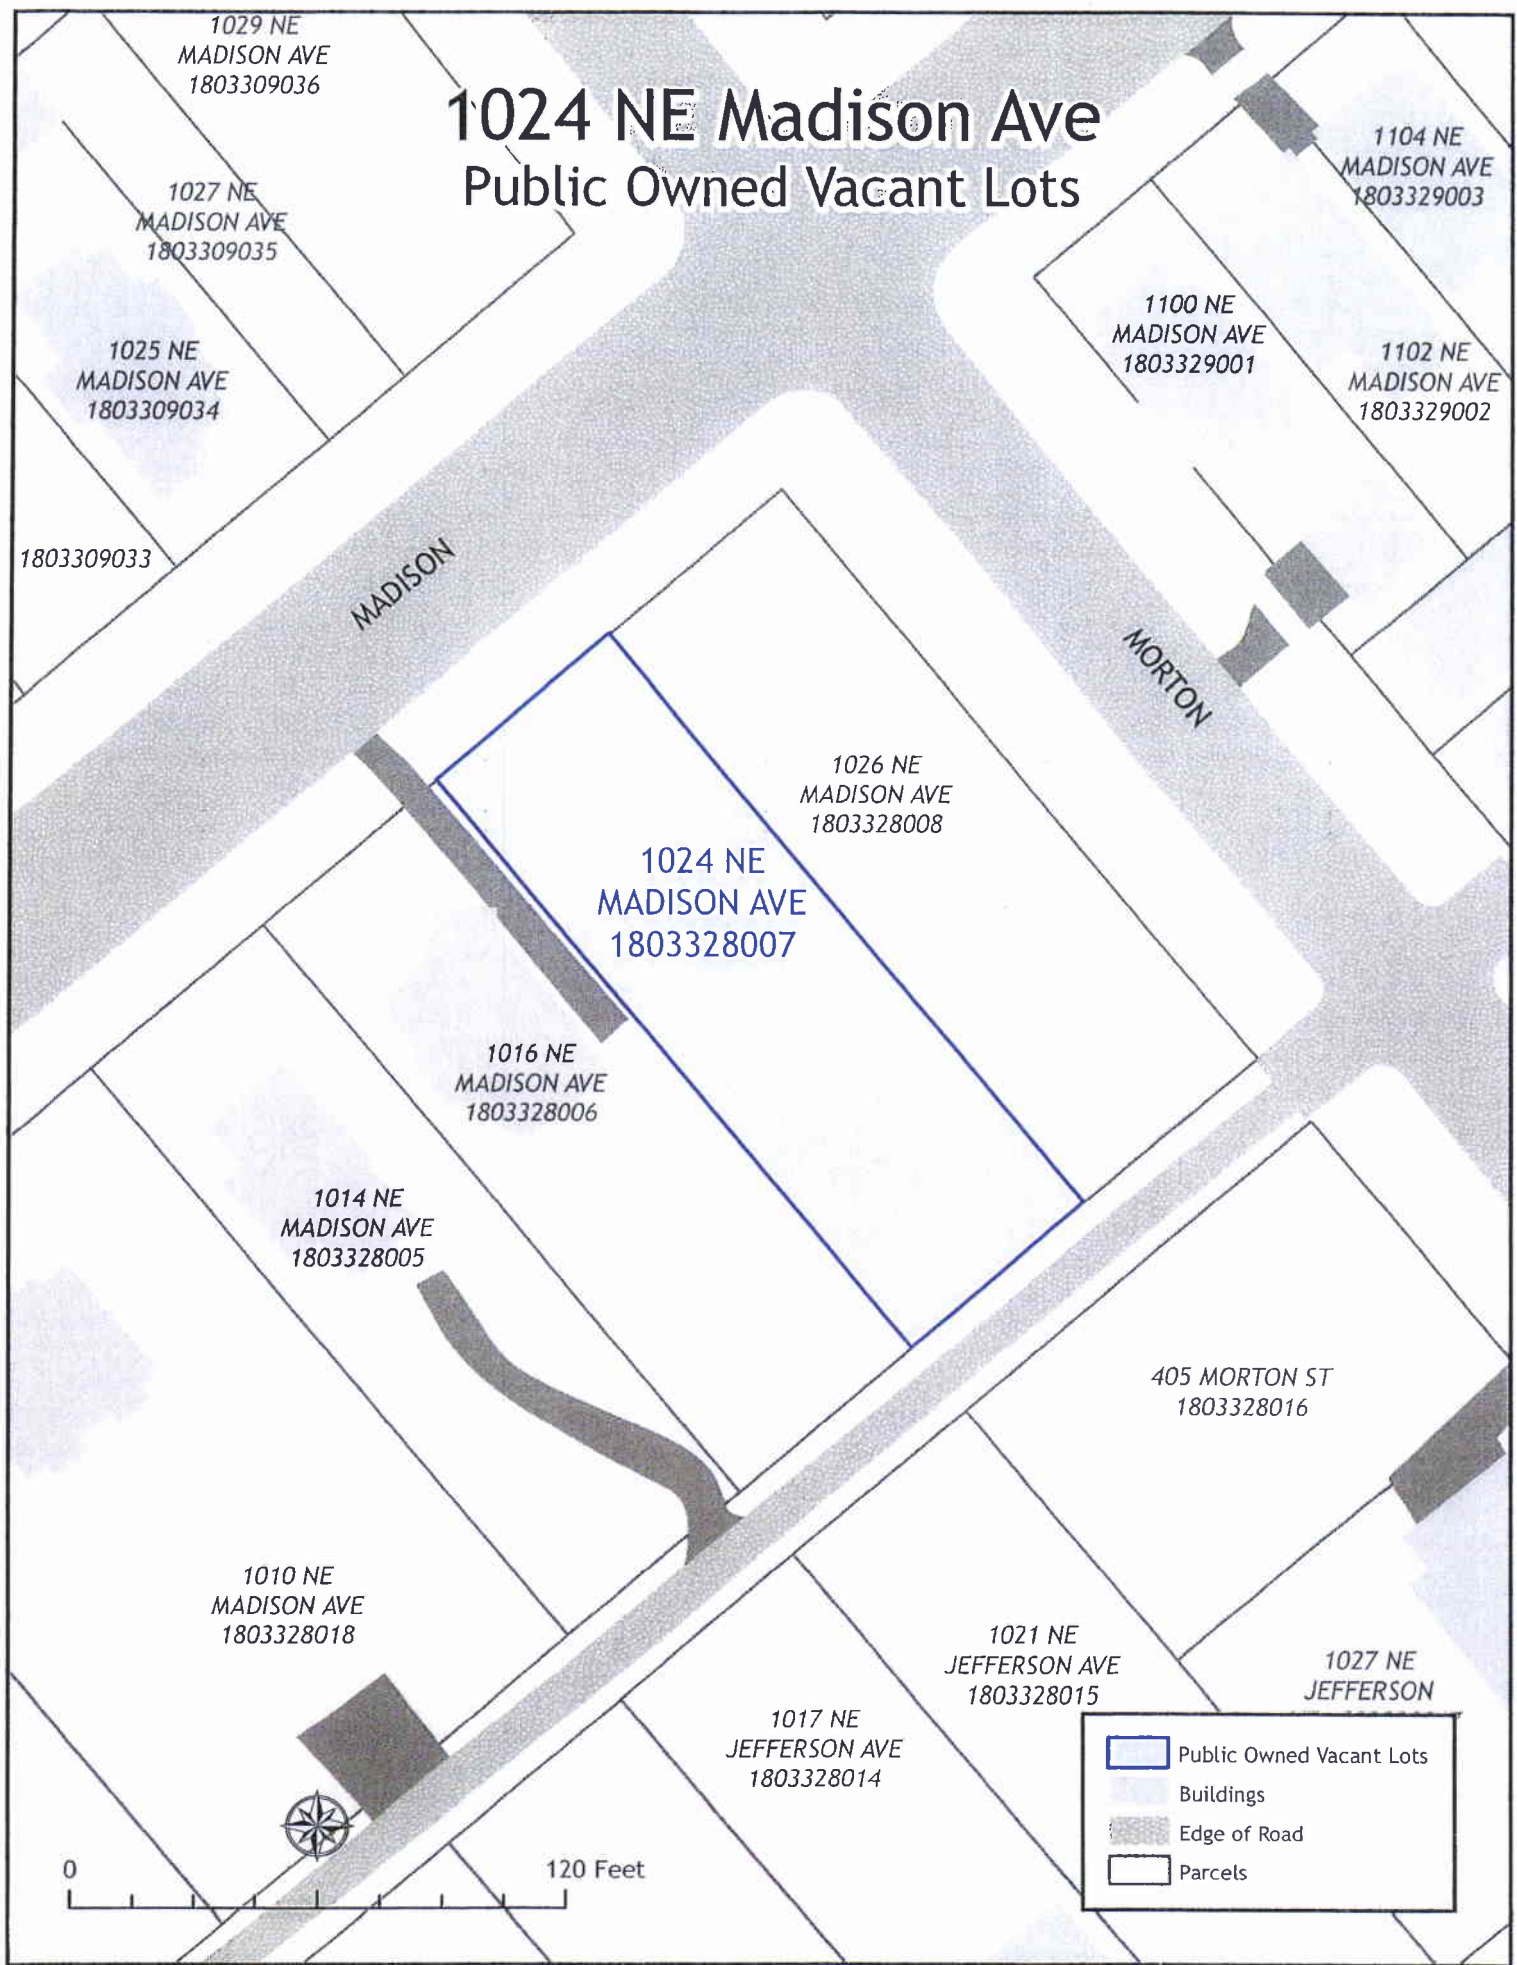 1029 NE
MADISON AVE
1803309036
1024 NE Madison Ave
Public Owned Vacant Lots
1104 NE
MADISON AVE
1803329003
1027 NE
MADISON AVE
1803309035
1100 NE
MADISON AVE
1803329001
1025 NE
MADISON AVE
1803309034
1102 NE
MADISON AVE
1803329002
1803309033
MADISON
MORTON
1026 NE
MADISON AVE
1803328008
1024 NE
MADISON AVE
1803328007
1016 NE
MADISON AVE
1803328006
1014 NE
MADISON AVE
1803328005
405 MORTON ST
1803328016
1010 NE
MADISON AVE
1803328018
1021 NE
JEFFERSON AVE
1803328015
1027 NE
JEFFERSON
1017 NE
JEFFERSON AVE
1803328014
Public Owned Vacant Lots
Buildings
Edge of Road
Parcels
0 120 Feet